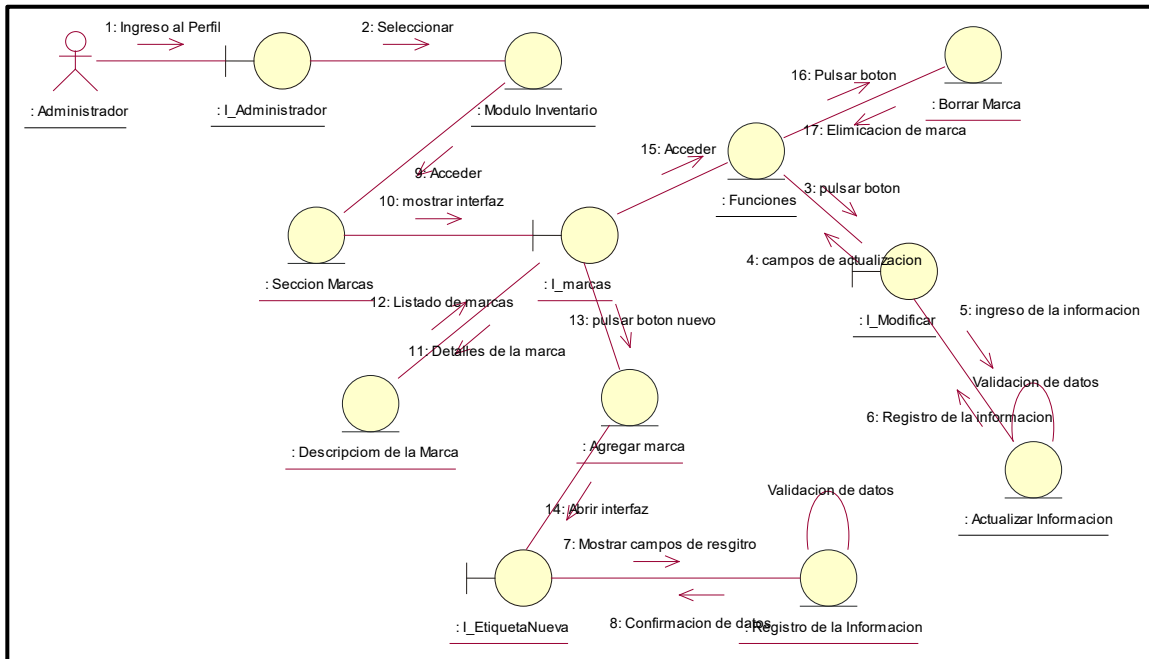 1: Ingreso al Perfil
2: Seleccionar
: Administrador
: I_Administrador
: Modulo Inventario
16: Pulsar boton
: Borrar Marca
17: Elimicacion de marca
15: Acceder
9: Acceder
: Funciones
3: pulsar boton
10: mostrar interfaz
4: campos de actualizacion
: Seccion Marcas
: I_marcas
12: Listado de marcas
13: pulsar boton nuevo
: I_Modificar
5: ingreso de la informacion
11: Detalles de la marca
Validacion de datos
6: Registro de la informacion
: Descripciom de la Marca
: Agregar marca
Validacion de datos
14: Abrir interfaz
: Actualizar Informacion
7: Mostrar campos de resgitro
8: Confirmacion de datos
: I_EtiquetaNueva
: Registro de la Informacion